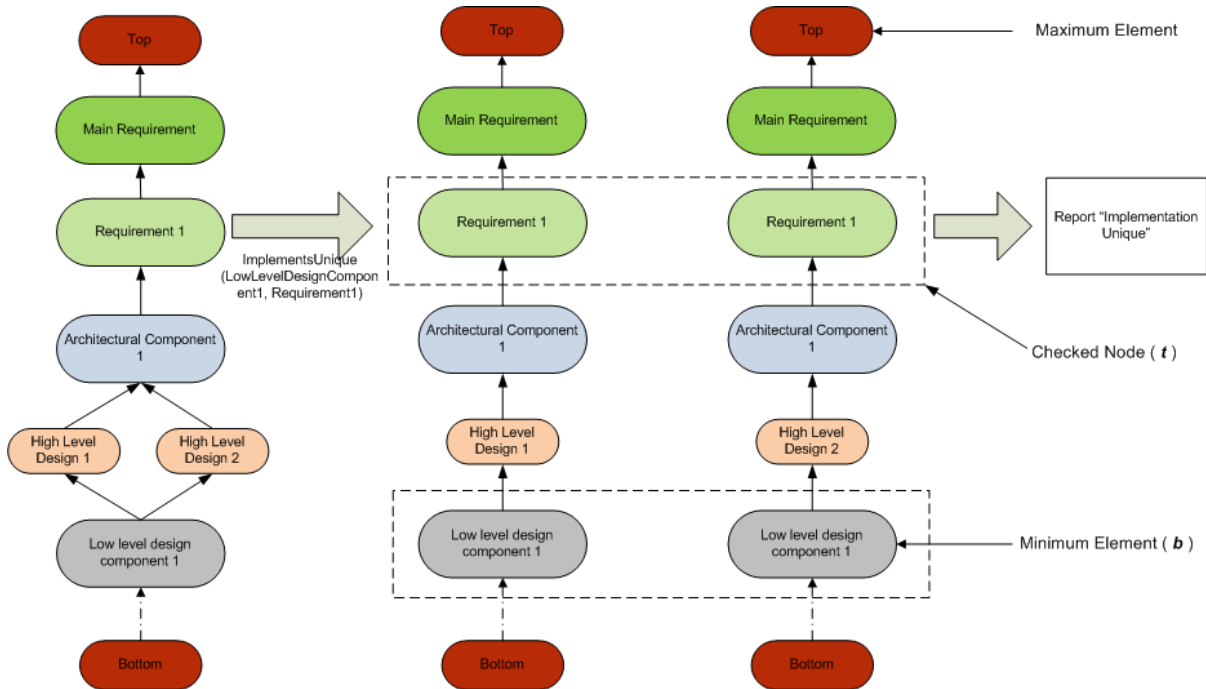 Top
Top
Top
Maximum Element
Main Requirement
Main Requirement
Main Requirement
Requirement 1
Requirement 1
Requirement 1
Report “Implementation
Unique”
ImplementsUnique
(LowLevelDesignCompon
ent1, Requirement1)
Architectural Component
1
Architectural Component
1
Architectural Component
1
Checked Node ( t )
High Level
Design 1
High Level
Design 2
High Level
Design 1
High Level
Design 2
Low level design
component 1
Low level design
component 1
Low level design
component 1
Minimum Element ( b )
Bottom
Bottom
Bottom